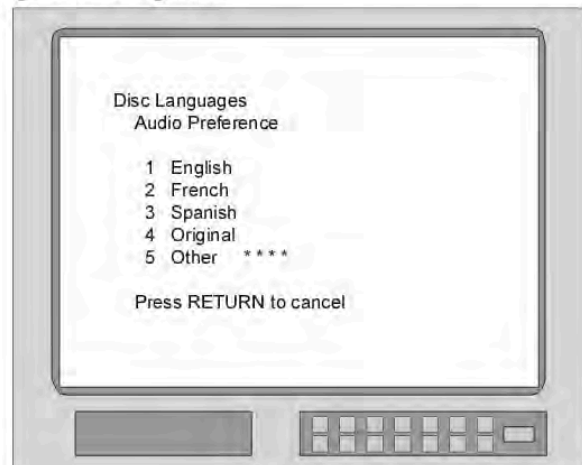 Disc Languages
Audio Preference
1 English
2 French
3 Spanish
4 Original
5 Other * * * *
Press RETURN to cancel